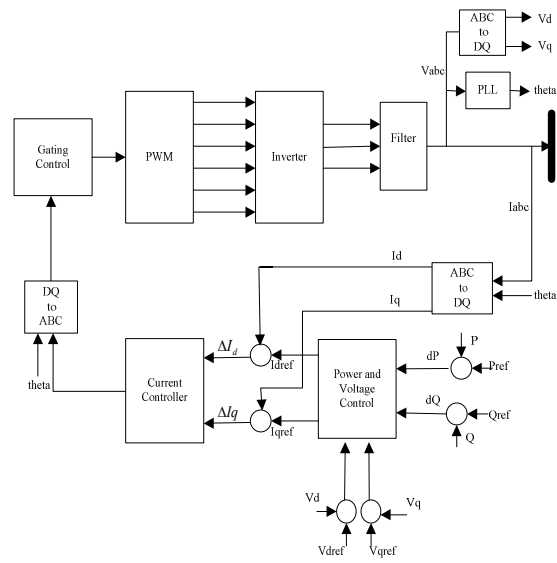 ABC
to
DQ
Vd
Vq
Vabc
PLL
theta
Gating
Control
PWM
Inverter
Filter
Iabc
Id
Iq
ABC
to
DQ
theta
DQ
to
ABC
theta
Current
Controller
ΔId
Idref
ΔIq
Iqref
Power and
Voltage
Control
dP
P
Pref
dQ
Qref
Q
Vd
Vq
Vdref
Vqref